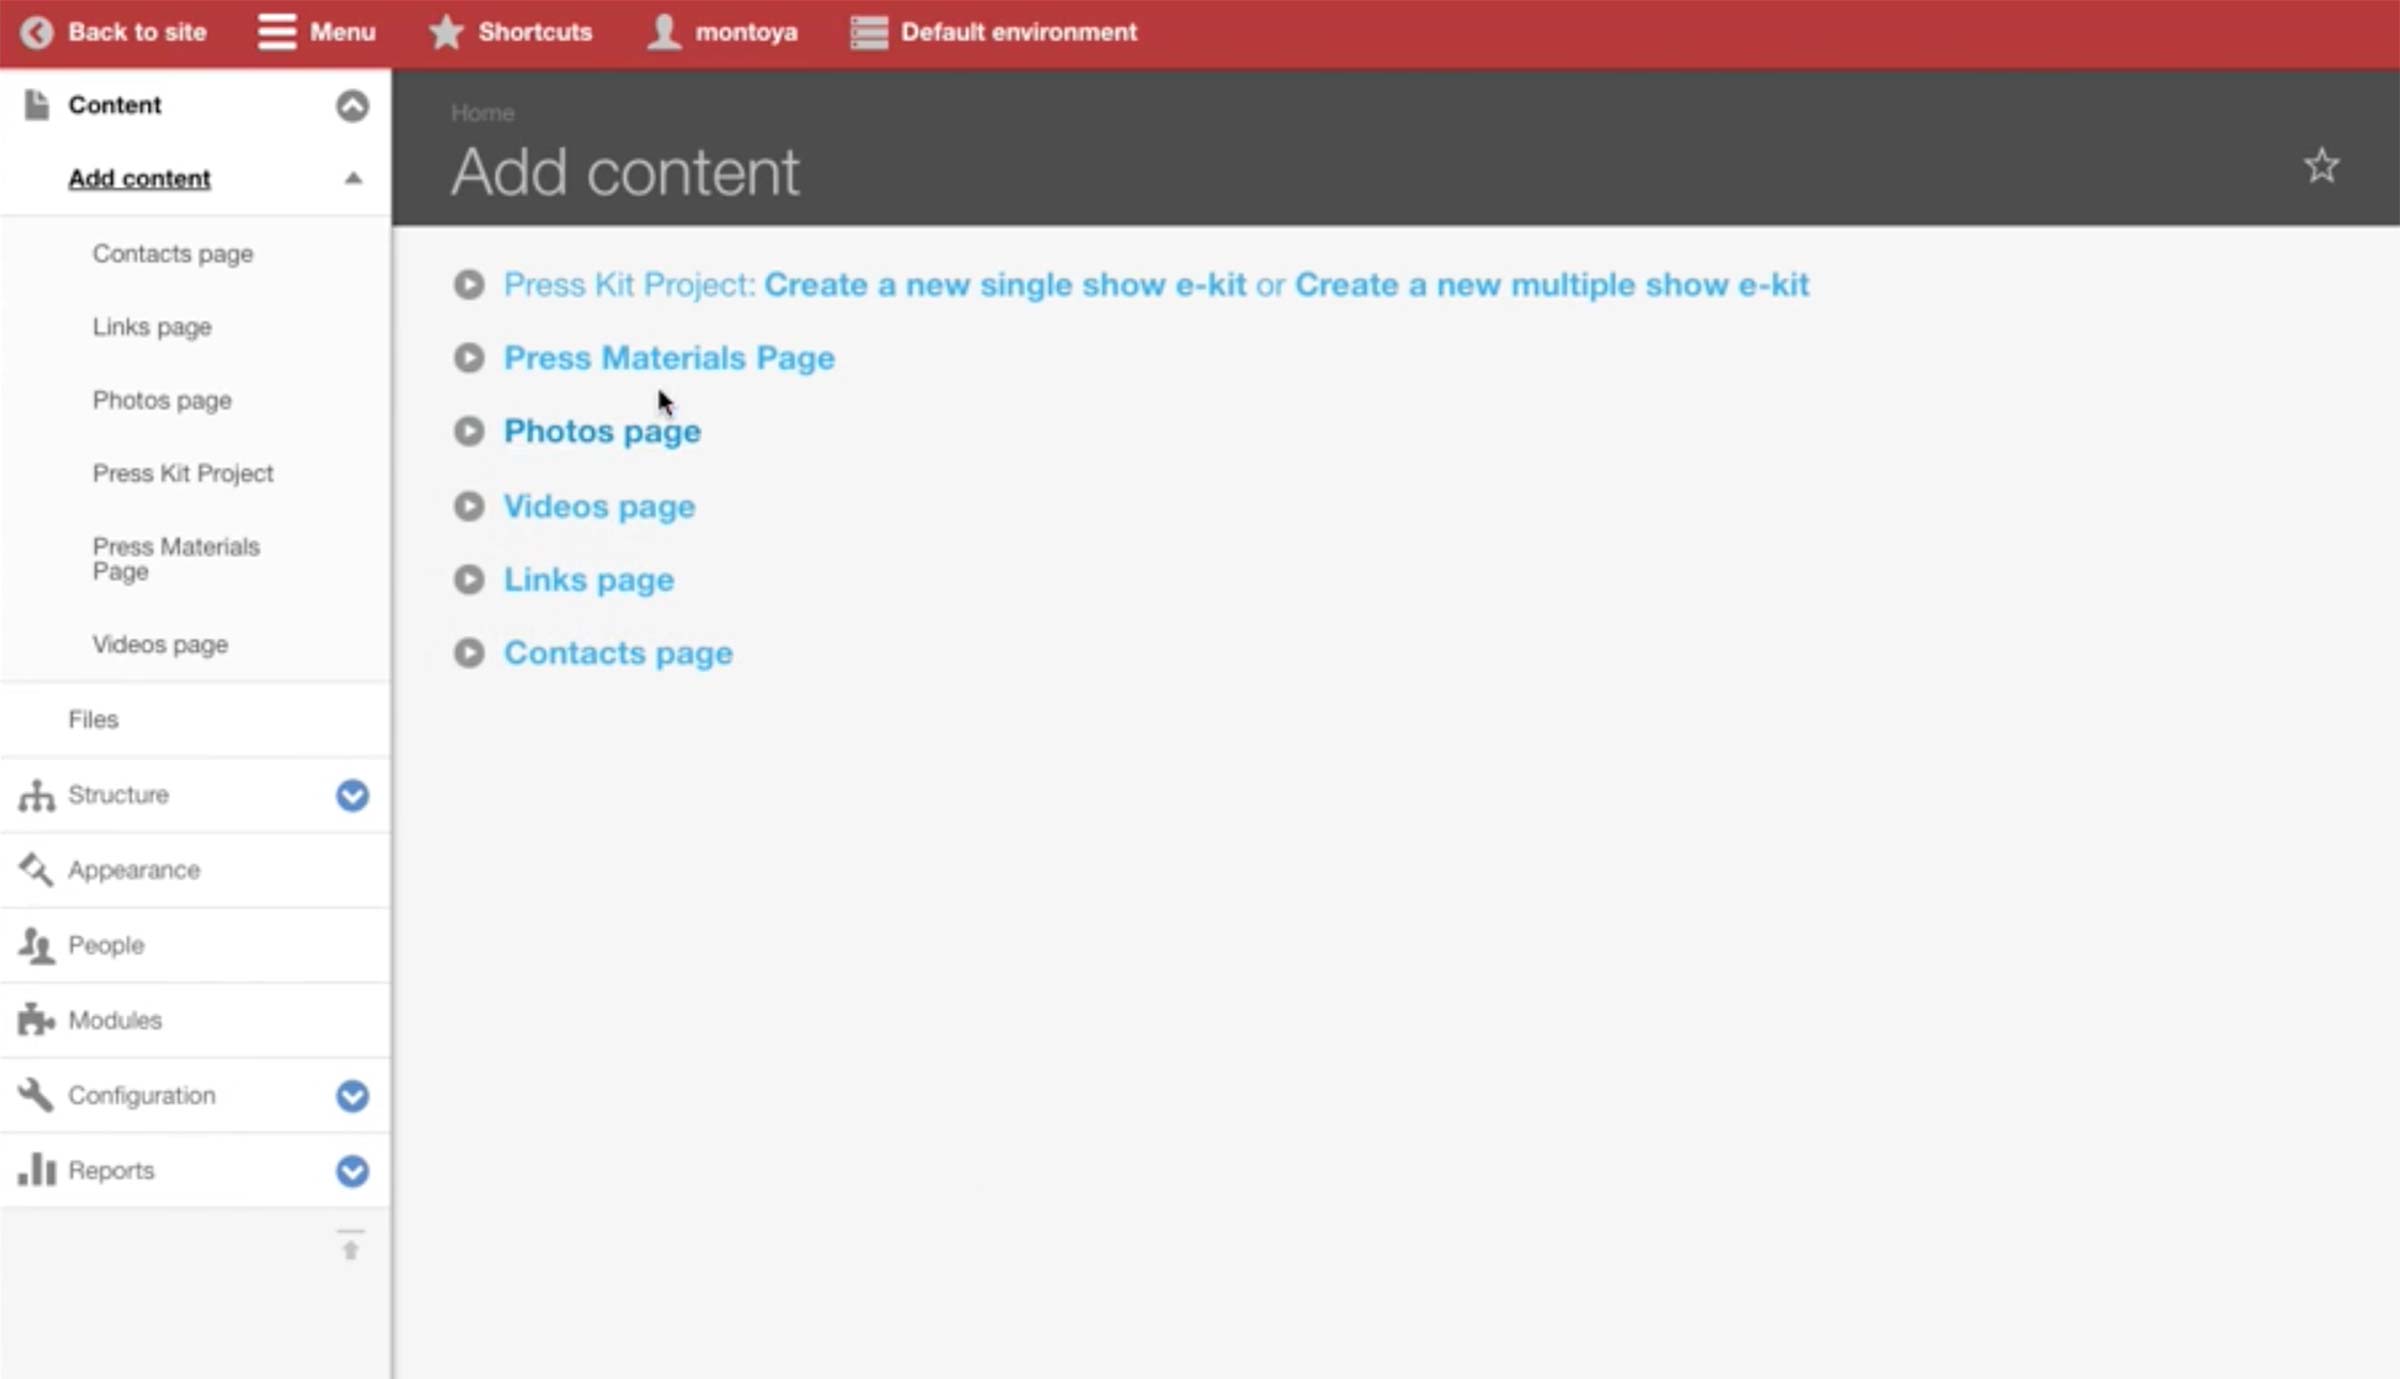 Back to site Menu Shortcuts montoya Default environment
Content
Add content
Contacts page
Links page
Photos page
Press Kit Project
Press Materials
Page
Videos page
Files
Structure
Appearance
People
Modules
Configuration
Reports
Home
Add content
Press Kit Project: Create a new single show e-kit or Create a new multiple show e-kit
Press Materials Page
Photos page
Videos page
Links page
Contacts page